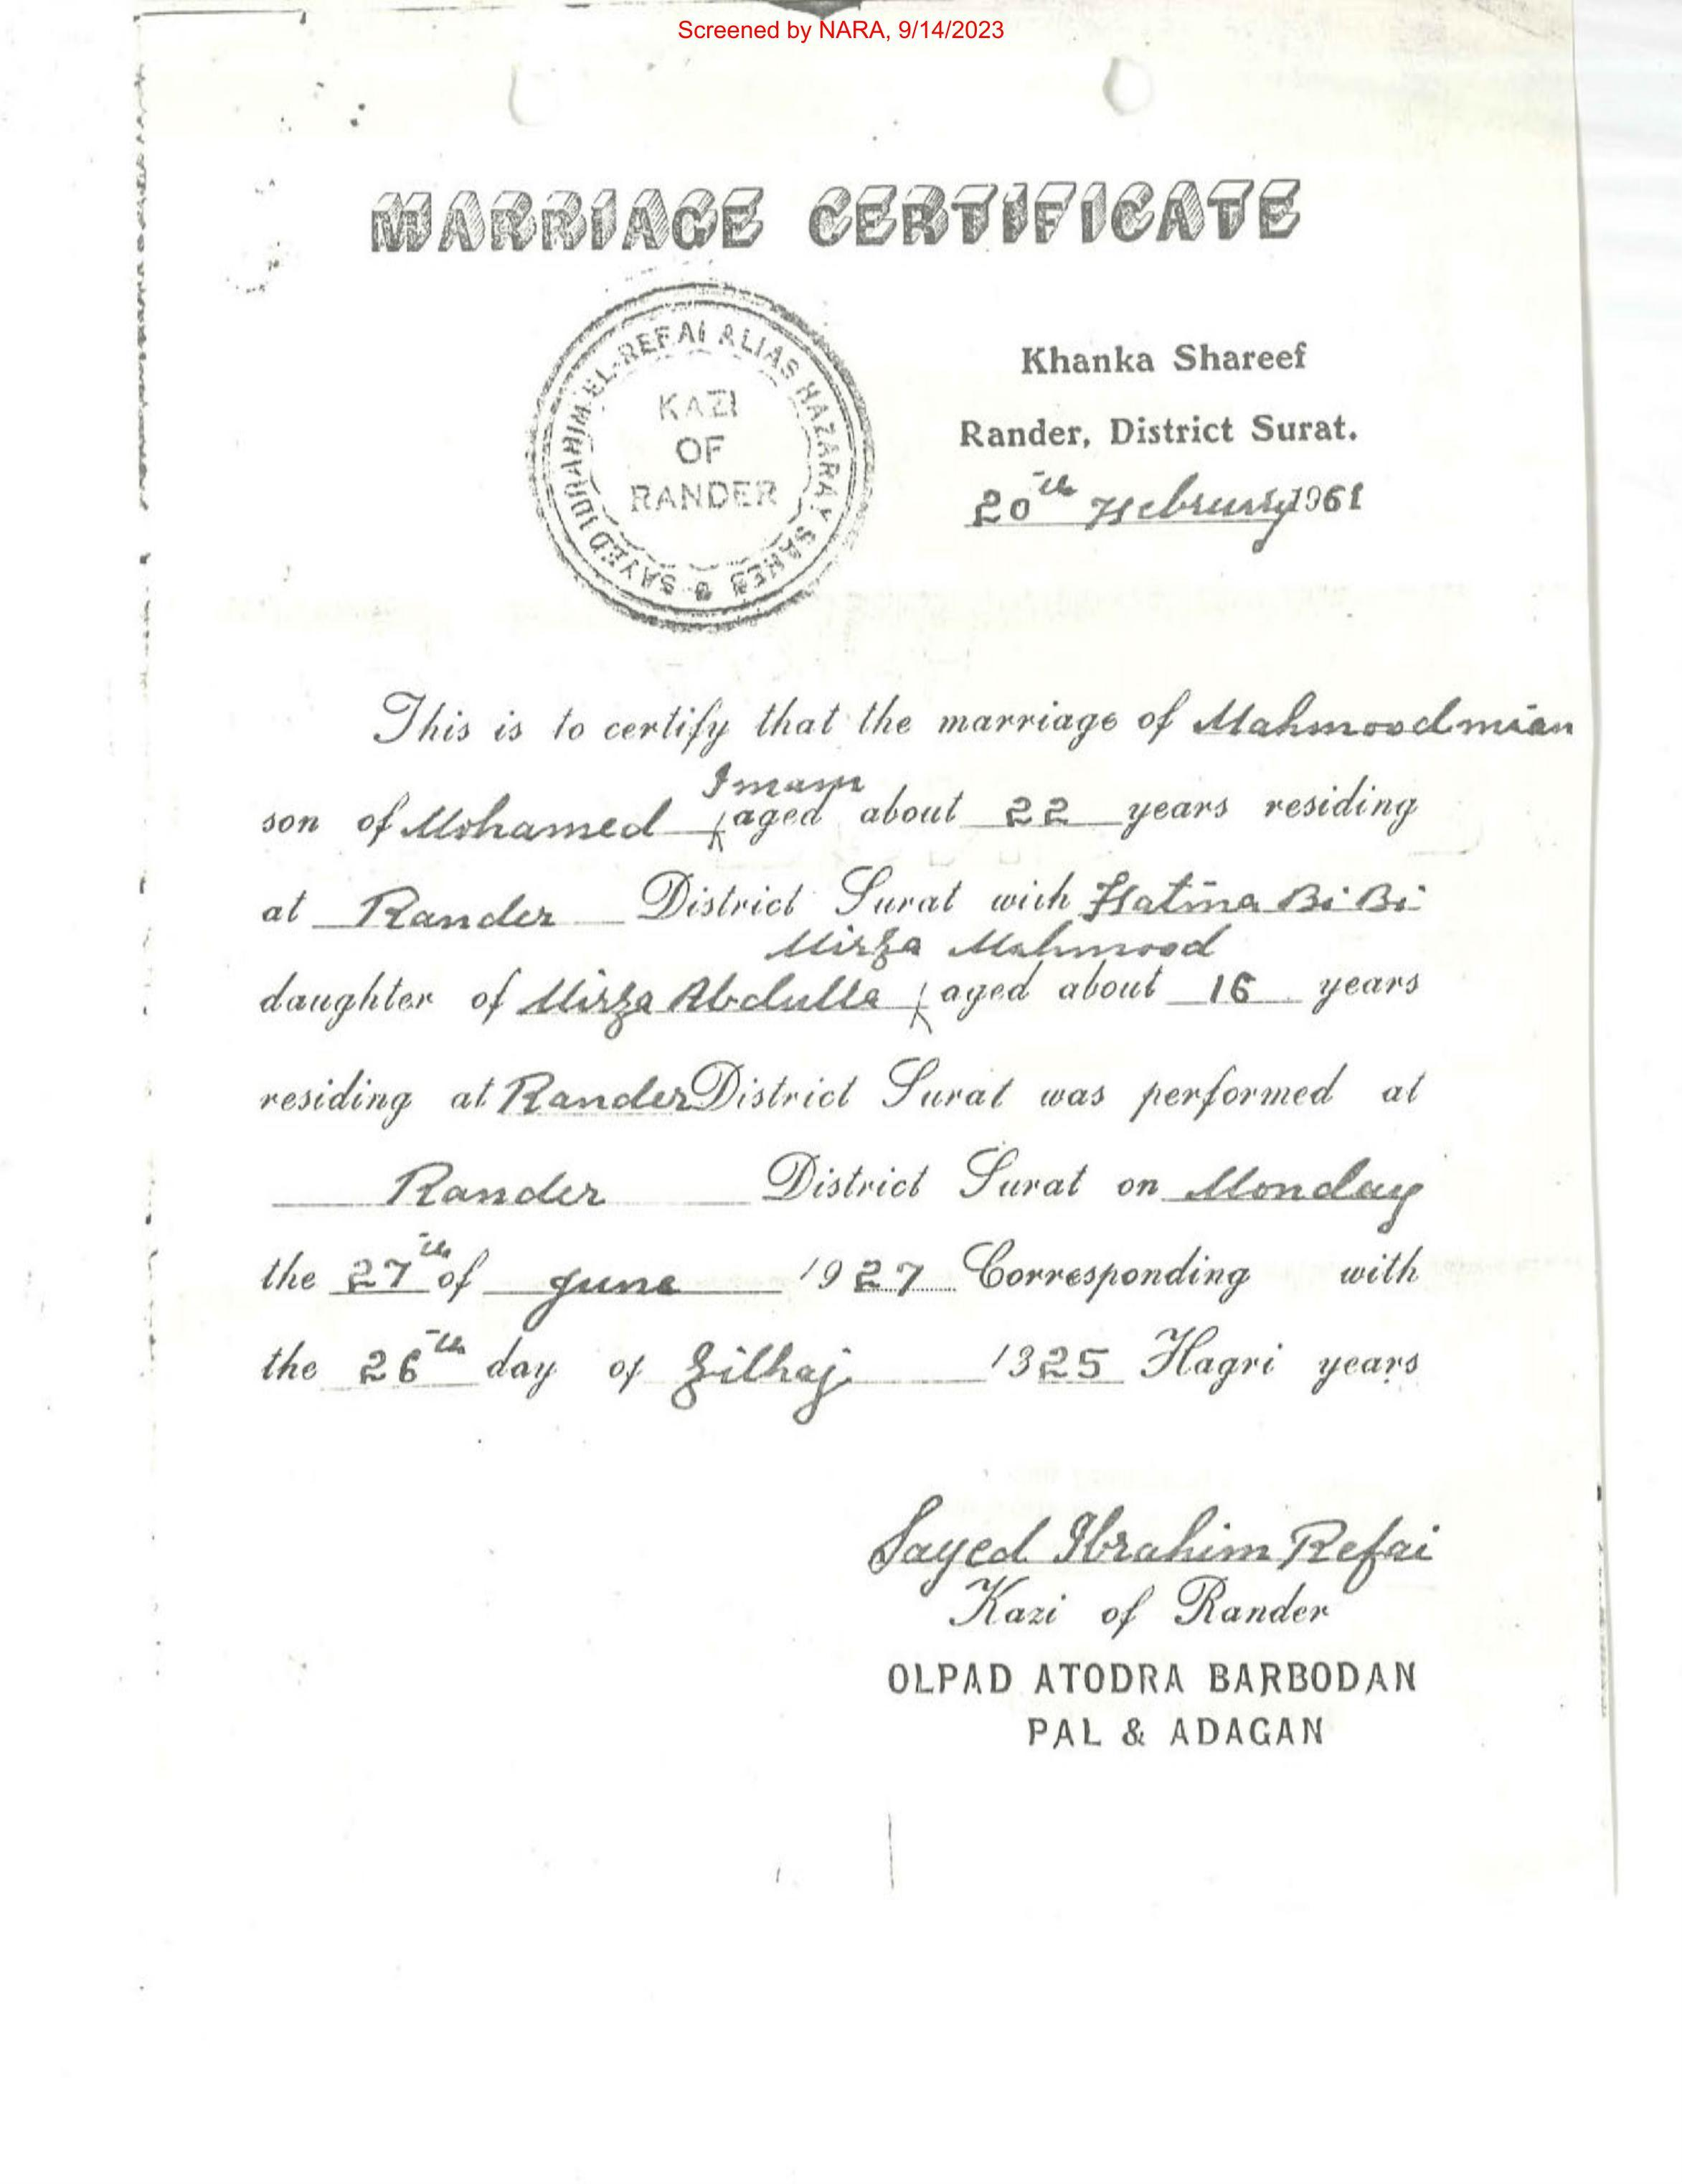 Screened by NARA, 9/14/2023
MARRIAGE CERTIFICATE
SAYED IDRAHIM EL-REFAI ALIAS HAZARAY SAHEB
KAZI
OF
RANDER
Khanka Shareef
Rander, District Surat.
20th February 1961
This is to certify that the marriage of Mahmoodmian
Imam
son of Mohamed aged about 22 years residing
at Rander District Surat with Fatma Bi Bi
Mirza Mahmood
daughter of Mirza Abdulla aged about 16 years
residing at Rander District Surat was performed at
Rander District Surat on Monday
the 27th of June 1927 Corresponding with
the 26th day of Zilhaj 1325 Hagri years
Sayed Ibrahim Refai
Kazi of Rander
OLPAD ATODRA BARBODAN
PAL & ADAGAN